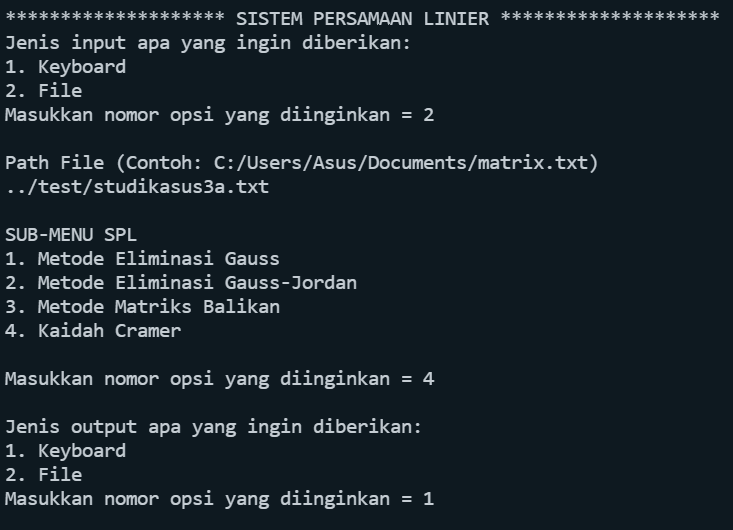 ******************** SISTEM PERSAMAAN LINIER ********************
Jenis input apa yang ingin diberikan:
1. Keyboard
2. File
Masukkan nomor opsi yang diinginkan = 2
Path File (Contoh: C:/Users/Asus/Documents/matrix.txt)
../test/studikasus3a.txt
SUB-MENU SPL
1. Metode Eliminasi Gauss
2. Metode Eliminasi Gauss-Jordan
3. Metode Matriks Balikan
4. Kaidah Cramer
Masukkan nomor opsi yang diinginkan = 4
Jenis output apa yang ingin diberikan:
1. Keyboard
2. File
Masukkan nomor opsi yang diinginkan = 1